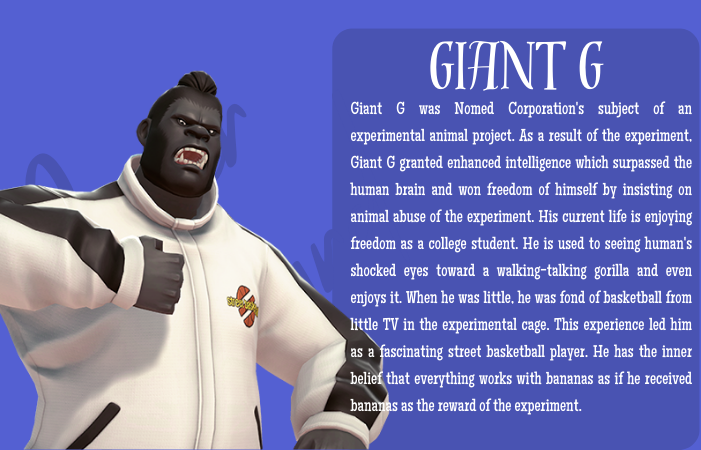 GIANT G
Giant G was Nomed Corporation's subject of an
experimental animal project. As a result of the experiment,
Giant G granted enhanced intelligence which surpassed the
human brain and won freedom of himself by insisting on
animal abuse of the experiment. His current life is enjoying
freedom as a college student. He is used to seeing human's
shocked eyes toward a walking-talking gorilla and even
enjoys it. When he was little, he was fond of basketball from
little TV in the experimental cage. This experience led him
as a fascinating street basketball player. He has the inner
belief that everything works with bananas as if he received
bananas as the reward of the experiment.